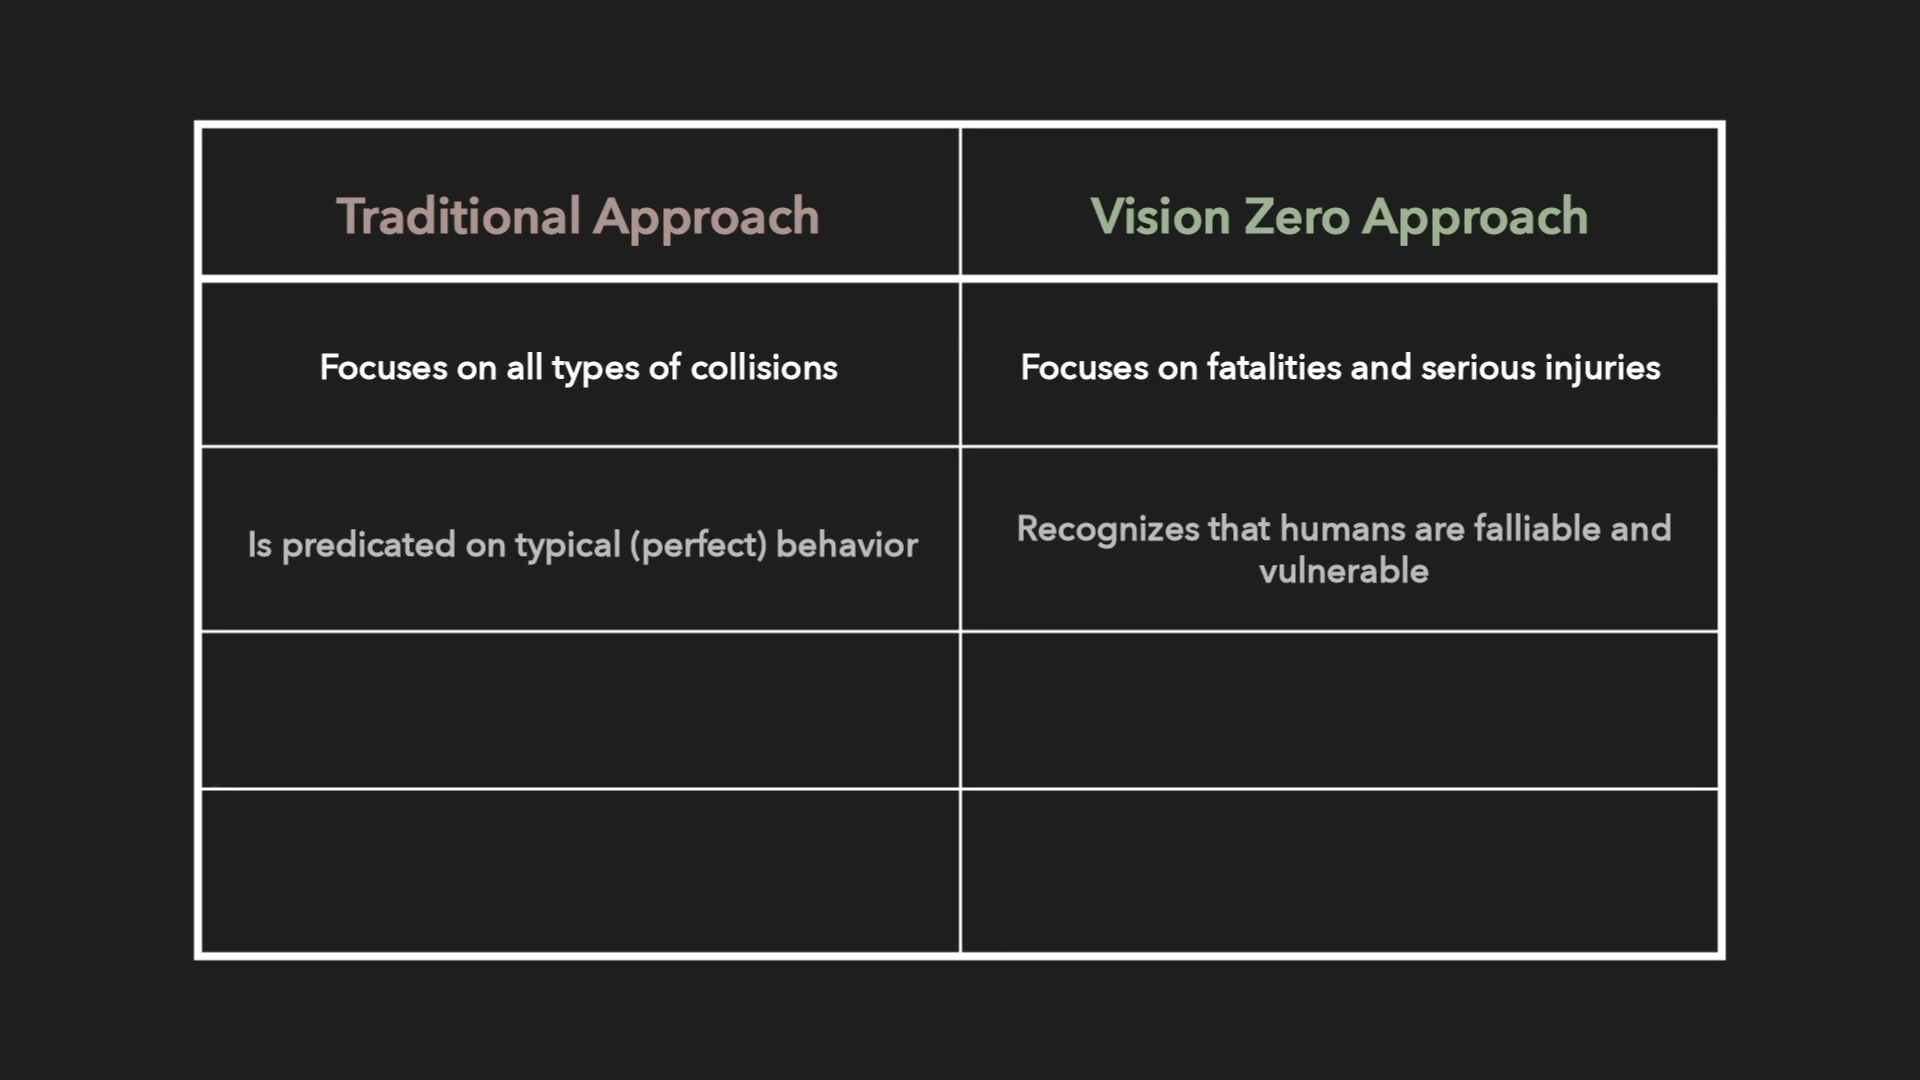 Traditional Approach
Vision Zero Approach
Focuses on all types of collisions
Focuses on fatalities and serious injuries
Is predicated on typical (perfect) behavior
Recognizes that humans are falliable and
vulnerable